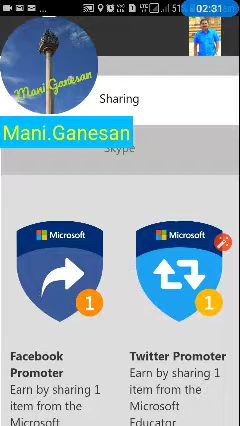 51%
02:31
Mani Ganesan
Sharing
Mani.Ganesan
Skype
Microsoft
1
Microsoft
1
Facebook
Promoter
Earn by sharing 1
item from the
Microsoft
Twitter Promoter
Earn by sharing 1
item from the
Microsoft
Educator